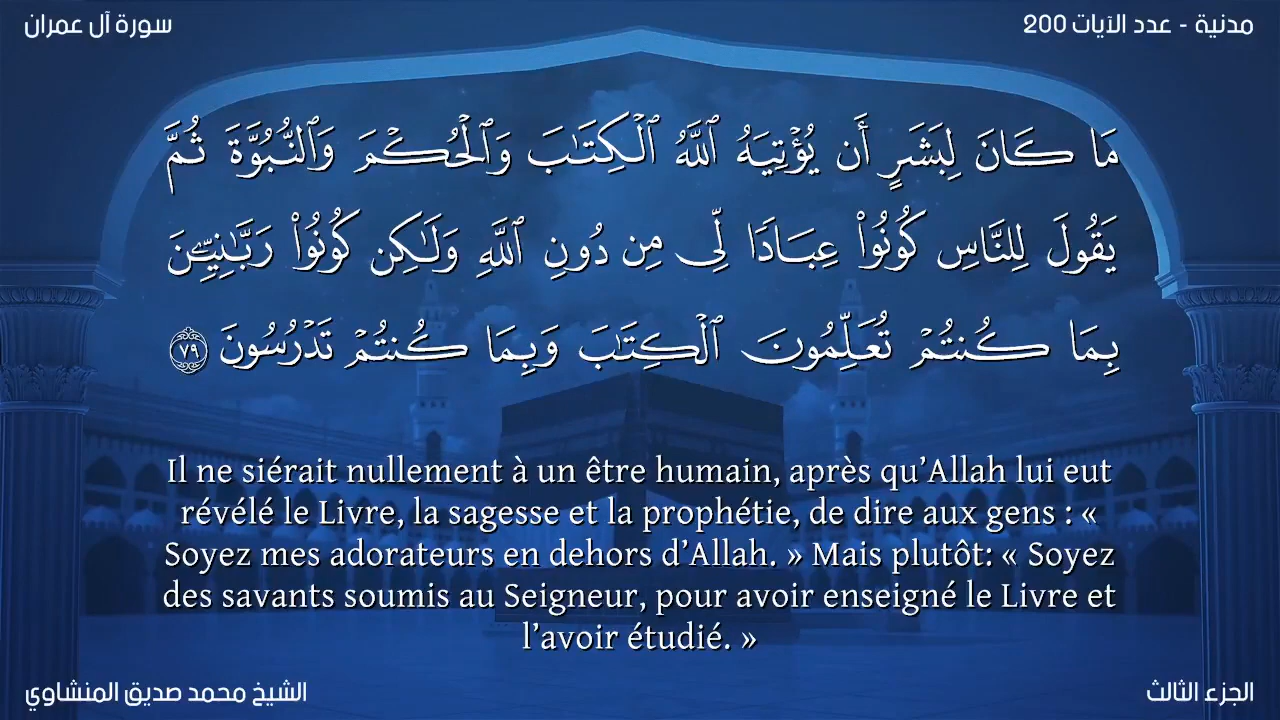 سورة آل عمران
مدنية - عدد الآيات 200
مَا كَانَ لِبَشَرٍ أَن يُؤْتِيَهُ ٱللَّهُ ٱلْكِتَـٰبَ وَٱلْحُكْمَ وَٱلنُّبُوَّةَ ثُمَّ
يَقُولَ لِلنَّاسِ كُونُوا۟ عِبَادًا لِّى مِن دُونِ ٱللَّهِ وَلَـٰكِن كُونُوا۟ رَبَّـٰنِيِّـۧنَ
بِمَا كُنتُمْ تُعَلِّمُونَ ٱلْكِتَـٰبَ وَبِمَا كُنتُمْ تَدْرُسُونَ ٧٩
Il ne siérait nullement à un être humain, après qu’Allah lui eut
révélé le Livre, la sagesse et la prophétie, de dire aux gens : «
Soyez mes adorateurs en dehors d’Allah. » Mais plutôt: « Soyez
des savants soumis au Seigneur, pour avoir enseigné le Livre et
l’avoir étudié. »
الشيخ محمد صديق المنشاوي
الجزء الثالث